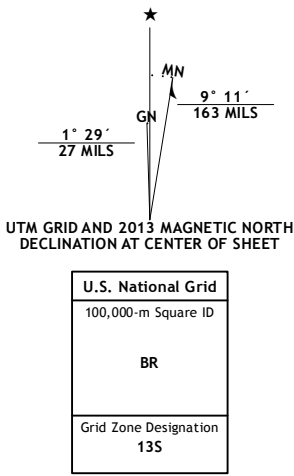 MN
GN
9° 11´
163 MILS
1° 29´
27 MILS
UTM GRID AND 2013 MAGNETIC NORTH
DECLINATION AT CENTER OF SHEET
U.S. National Grid
100,000-m Square ID
BR
Grid Zone Designation
13S